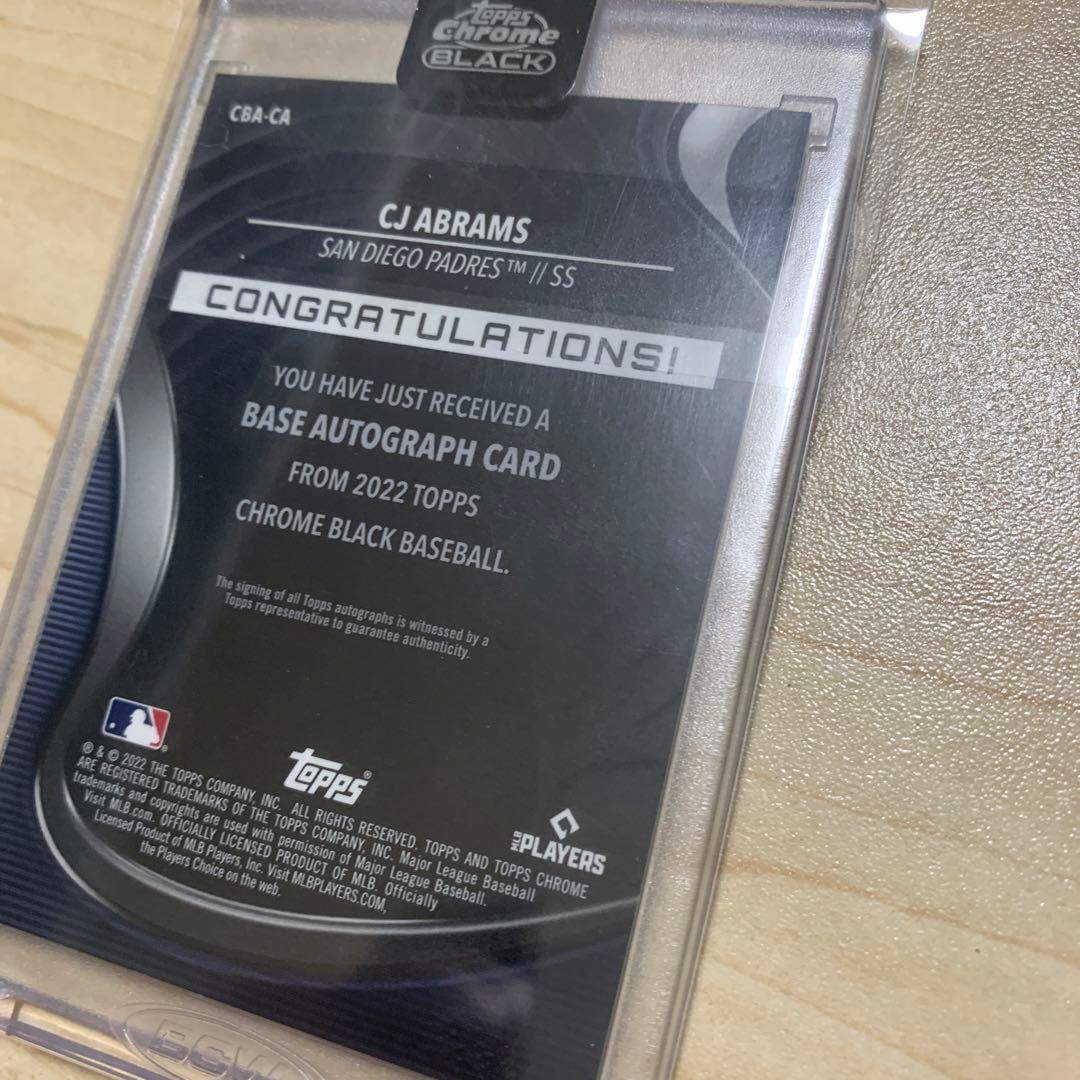 topps
Chrome
BLACK
CBA-CA
CJ ABRAMS
SAN DIEGO PADRES™ // SS
CONGRATULATIONS!
YOU HAVE JUST RECEIVED A
BASE AUTOGRAPH CARD
FROM 2022 TOPPS
CHROME BLACK BASEBALL.
The signing of all Topps autographs is witnessed by a
Topps representative to guarantee authenticity.
topps®
MLB PLAYERS
® & © 2022 THE TOPPS COMPANY, INC. ALL RIGHTS RESERVED. TOPPS AND TOPPS CHROME
ARE REGISTERED TRADEMARKS OF THE TOPPS COMPANY, INC. Major League Baseball
trademarks and copyrights are used with permission of Major League Baseball.
Visit MLB.com. OFFICIALLY LICENSED PRODUCT OF MLB. Officially
Licensed Product of MLB Players, Inc. Visit MLBPLAYERS.COM,
the Players Choice on the web.
BCW